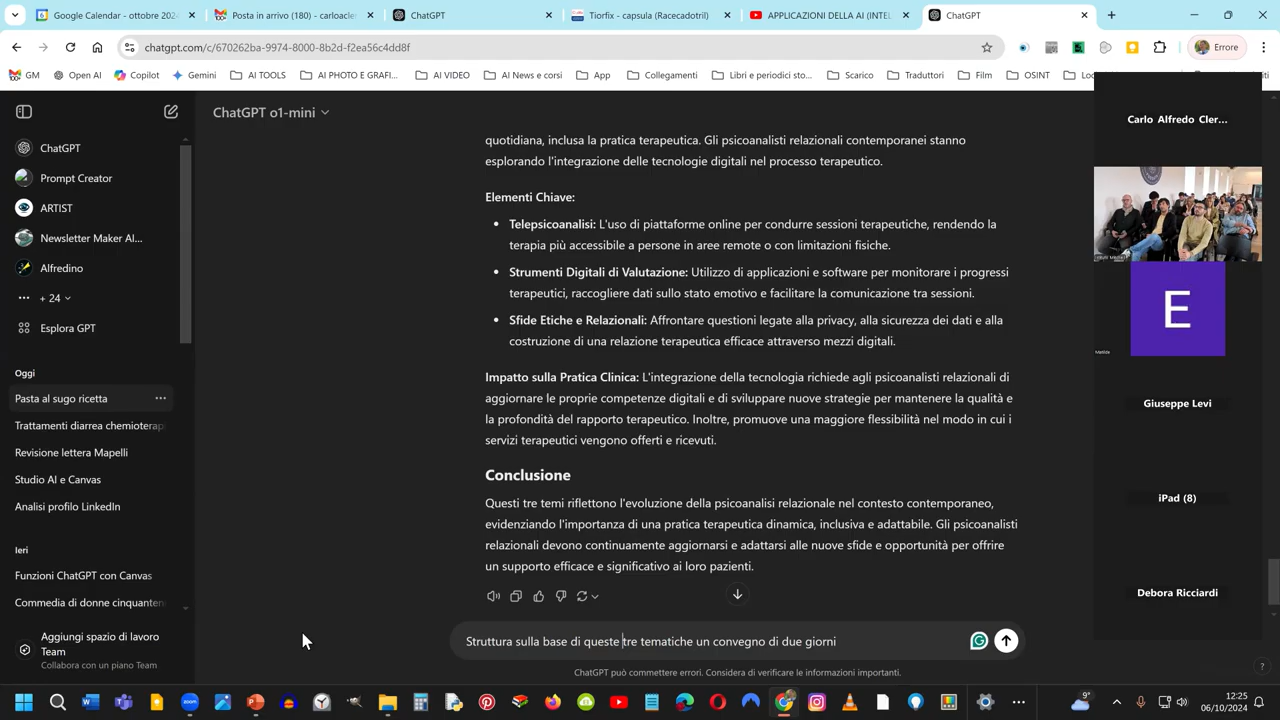 Google Calendar - ottobre 2024
Posta in arrivo (180) - carloacler
ChatGPT
Tiorfix - capsula (Racecadotril)
APPLICAZIONI DELLA AI (INTEL
ChatGPT
chatgpt.com/c/670262ba-9974-8000-8b2d-f2ea56c4dd8f
Errore
GM
Open AI
Copilot
Gemini
AI TOOLS
AI PHOTO E GRAFI...
AI VIDEO
AI News e corsi
App
Collegamenti
Libri e periodici sto...
Scarico
Traduttori
Film
OSINT
ChatGPT o1-mini
ChatGPT
Prompt Creator
ARTIST
Newsletter Maker AI...
Alfredino
+ 24
Esplora GPT
Oggi
Pasta al sugo ricetta
Trattamenti diarrea chemioterap
Revisione lettera Mapelli
Studio AI e Canvas
Analisi profilo LinkedIn
Ieri
Funzioni ChatGPT con Canvas
Commedia di donne cinquanten
Aggiungi spazio di lavoro
Team
Collabora con un piano Team
quotidiana, inclusa la pratica terapeutica. Gli psicoanalisti relazionali contemporanei stanno
esplorando l'integrazione delle tecnologie digitali nel processo terapeutico.
Elementi Chiave:
• Telepsicoanalisi: L'uso di piattaforme online per condurre sessioni terapeutiche, rendendo la
terapia più accessibile a persone in aree remote o con limitazioni fisiche.
• Strumenti Digitali di Valutazione: Utilizzo di applicazioni e software per monitorare i progressi
terapeutici, raccogliere dati sullo stato emotivo e facilitare la comunicazione tra sessioni.
• Sfide Etiche e Relazionali: Affrontare questioni legate alla privacy, alla sicurezza dei dati e alla
costruzione di una relazione terapeutica efficace attraverso mezzi digitali.
Impatto sulla Pratica Clinica: L'integrazione della tecnologia richiede agli psicoanalisti relazionali di
aggiornare le proprie competenze digitali e di sviluppare nuove strategie per mantenere la qualità e
la profondità del rapporto terapeutico. Inoltre, promuove una maggiore flessibilità nel modo in cui i
servizi terapeutici vengono offerti e ricevuti.
Conclusione
Questi tre temi riflettono l'evoluzione della psicoanalisi relazionale nel contesto contemporaneo,
evidenziando l'importanza di una pratica terapeutica dinamica, inclusiva e adattabile. Gli psicoanalisti
relazionali devono continuamente aggiornarsi e adattarsi alle nuove sfide e opportunità per offrire
un supporto efficace e significativo ai loro pazienti.
Struttura sulla base di queste tre tematiche un convegno di due giorni
ChatGPT può commettere errori. Considera di verificare le informazioni importanti.
Carlo Alfredo Cler...
E
Matilde
Giuseppe Levi
iPad (8)
Debora Ricciardi
?
9°
12:25
06/10/2024